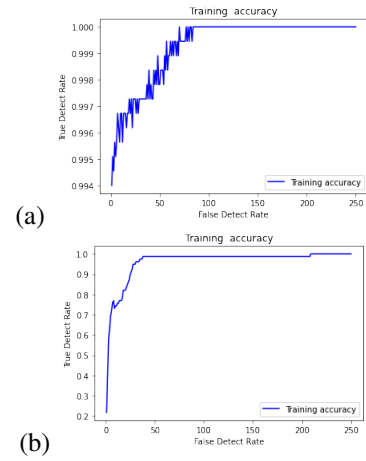 Training accuracy
1.000
0.999
0.998
0.997
0.996
0.995
0.994
True Detect Rate
Training accuracy
0 50 100 150 200 250
False Detect Rate
(a)
Training accuracy
1.0
0.9
0.8
0.7
0.6
0.5
0.4
0.3
0.2
True Detect Rate
Training accuracy
0 50 100 150 200 250
False Detect Rate
(b)